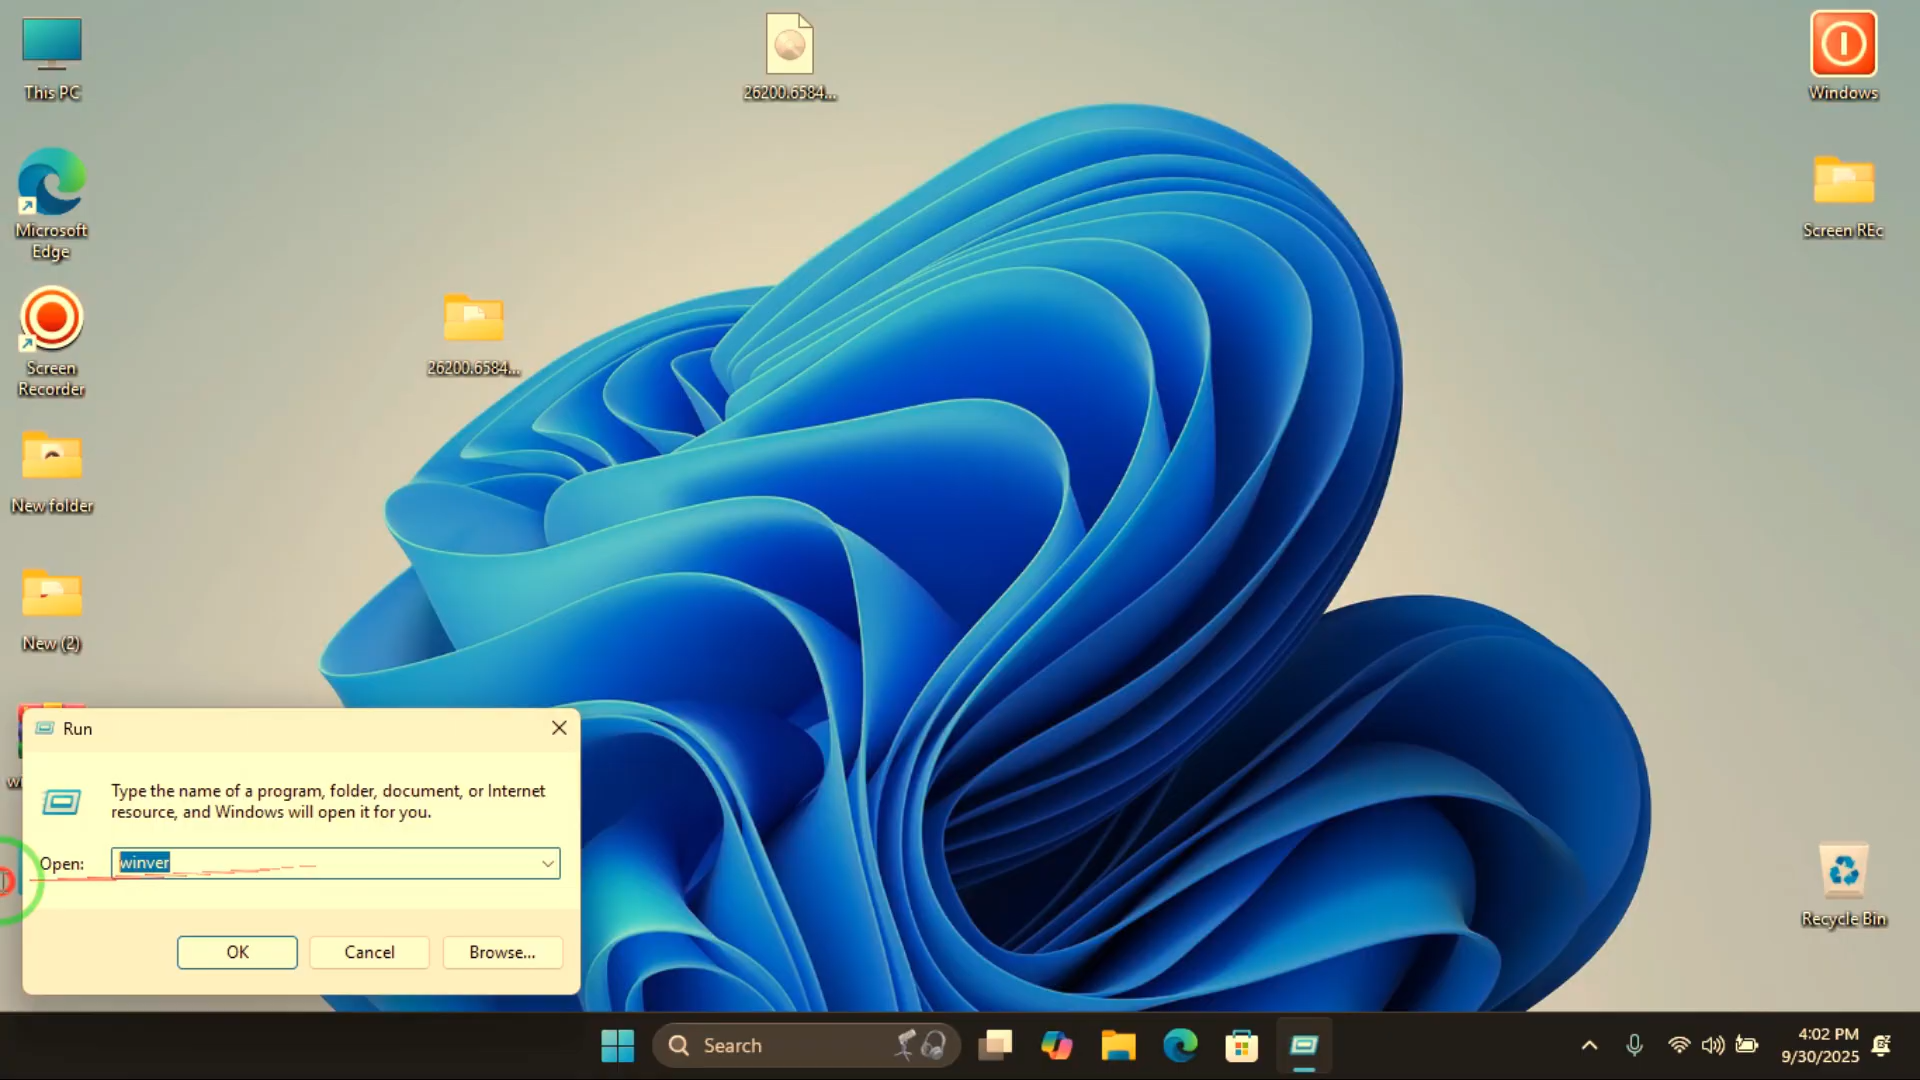 This PC
26200.6584...
Windows
Microsoft
Edge
Screen REc
Screen
Recorder
26200.6584...
New folder
New (2)
Run
Type the name of a program, folder, document, or Internet
resource, and Windows will open it for you.
Open:
winver
OK
Cancel
Browse...
Recycle Bin
Search
4:02 PM
9/30/2025